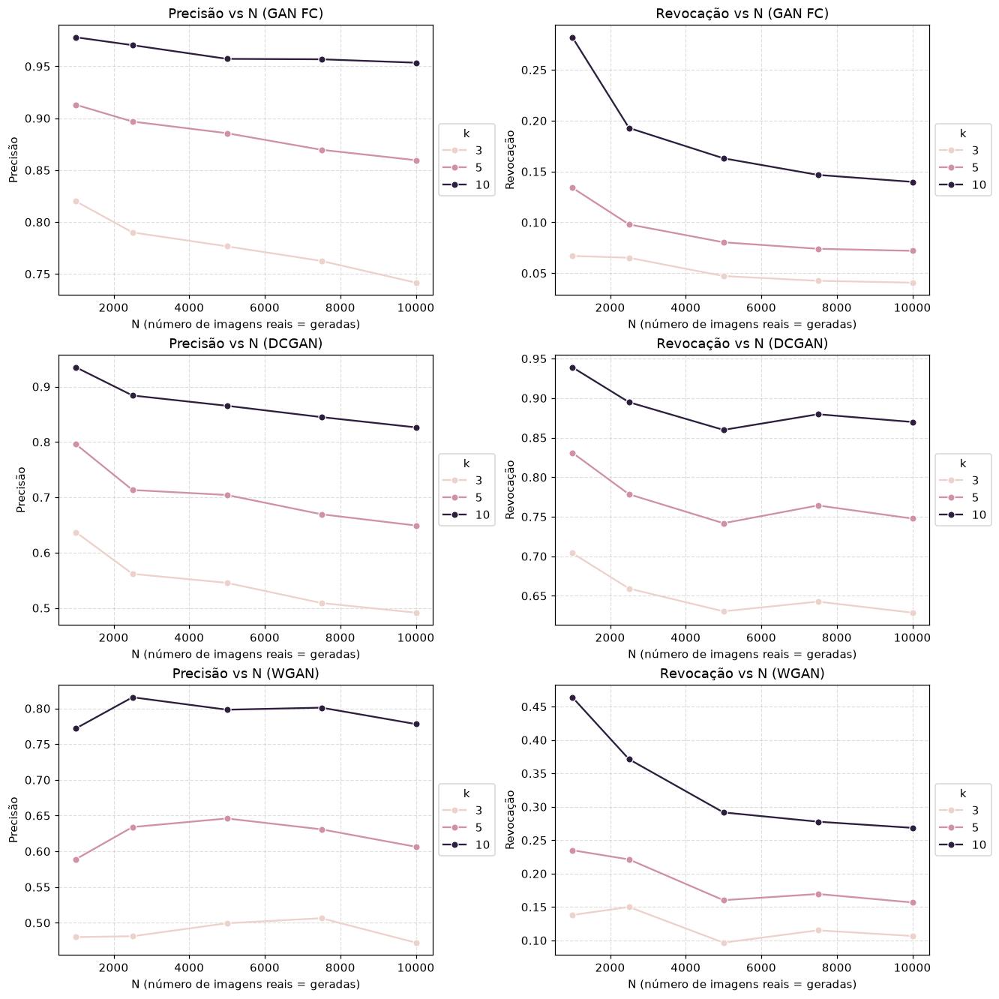 Precisão vs N (GAN FC)
Precisão
0.95
0.90
0.85
0.80
0.75
2000 4000 6000 8000 10000
N (número de imagens reais = geradas)
k
3
5
10
Revocação vs N (GAN FC)
Revocação
0.25
0.20
0.15
0.10
0.05
2000 4000 6000 8000 10000
N (número de imagens reais = geradas)
k
3
5
10
Precisão vs N (DCGAN)
Precisão
0.9
0.8
0.7
0.6
0.5
2000 4000 6000 8000 10000
N (número de imagens reais = geradas)
k
3
5
10
Revocação vs N (DCGAN)
Revocação
0.95
0.90
0.85
0.80
0.75
0.70
0.65
2000 4000 6000 8000 10000
N (número de imagens reais = geradas)
k
3
5
10
Precisão vs N (WGAN)
Precisão
0.80
0.75
0.70
0.65
0.60
0.55
0.50
2000 4000 6000 8000 10000
N (número de imagens reais = geradas)
k
3
5
10
Revocação vs N (WGAN)
Revocação
0.45
0.40
0.35
0.30
0.25
0.20
0.15
0.10
2000 4000 6000 8000 10000
N (número de imagens reais = geradas)
k
3
5
10